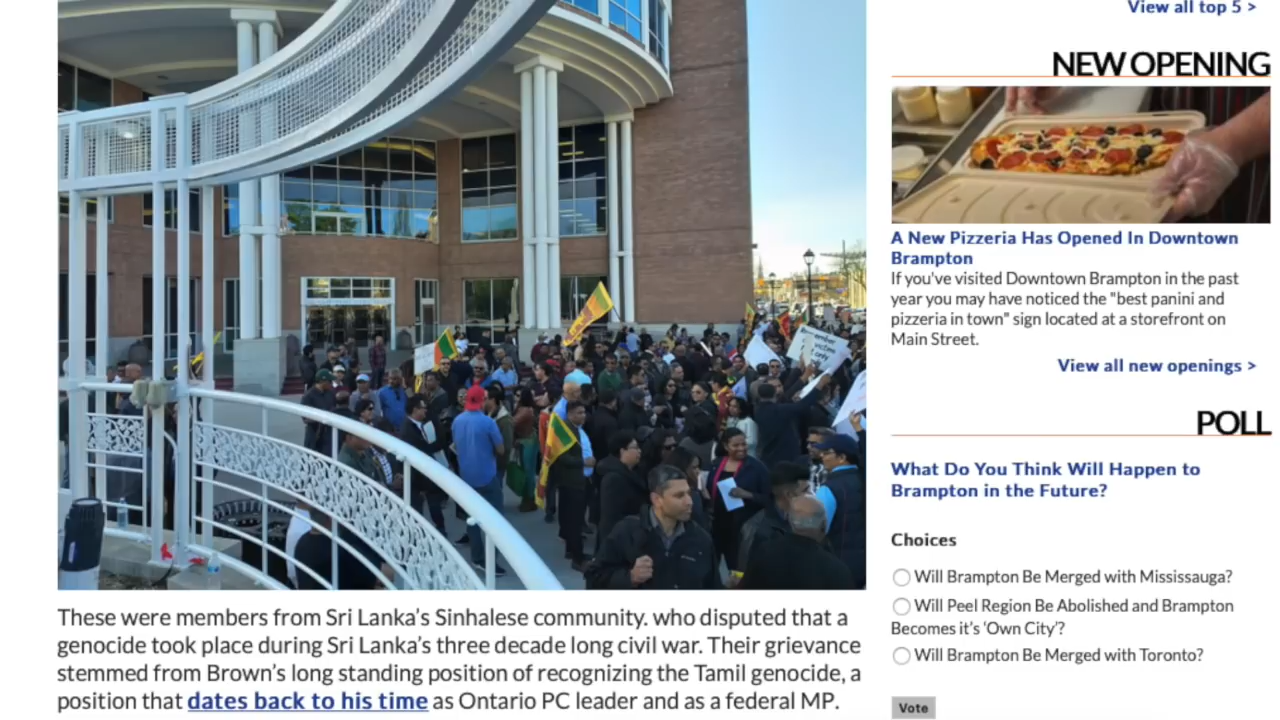 View all top 5 >
NEW OPENING
A New Pizzeria Has Opened In Downtown
Brampton
If you've visited Downtown Brampton in the past
year you may have noticed the "best panini and
pizzeria in town" sign located at a storefront on
Main Street.
View all new openings >
POLL
What Do You Think Will Happen to
Brampton in the Future?
Choices
Will Brampton Be Merged with Mississauga?
Will Peel Region Be Abolished and Brampton
Becomes it's 'Own City'?
Will Brampton Be Merged with Toronto?
Vote
These were members from Sri Lanka's Sinhalese community. who disputed that a
genocide took place during Sri Lanka's three decade long civil war. Their grievance
stemmed from Brown's long standing position of recognizing the Tamil genocide, a
position that dates back to his time as Ontario PC leader and as a federal MP.